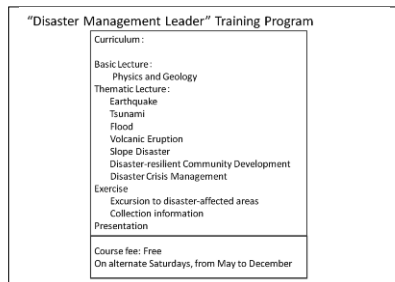 “Disaster Management Leader” Training Program
Curriculum :
Basic Lecture :
Physics and Geology
Thematic Lecture :
Earthquake
Tsunami
Flood
Volcanic Eruption
Slope Disaster
Disaster-resilient Community Development
Disaster Crisis Management
Exercise
Excursion to disaster-affected areas
Collection information
Presentation
Course fee: Free
On alternate Saturdays, from May to December